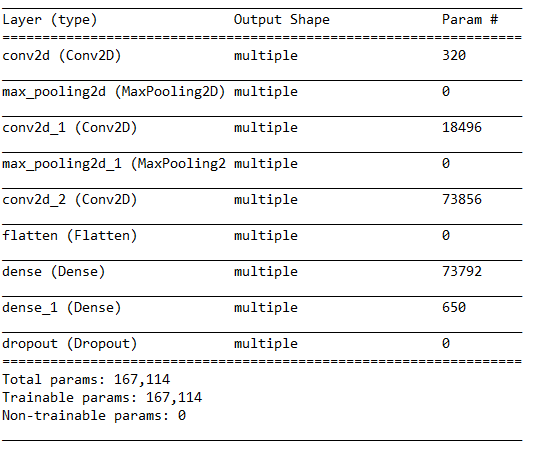 Layer (type) Output Shape Param #
=================================================================
conv2d (Conv2D) multiple 320
max_pooling2d (MaxPooling2D) multiple 0
conv2d_1 (Conv2D) multiple 18496
max_pooling2d_1 (MaxPooling2 multiple 0
conv2d_2 (Conv2D) multiple 73856
flatten (Flatten) multiple 0
dense (Dense) multiple 73792
dense_1 (Dense) multiple 650
dropout (Dropout) multiple 0
=================================================================
Total params: 167,114
Trainable params: 167,114
Non-trainable params: 0